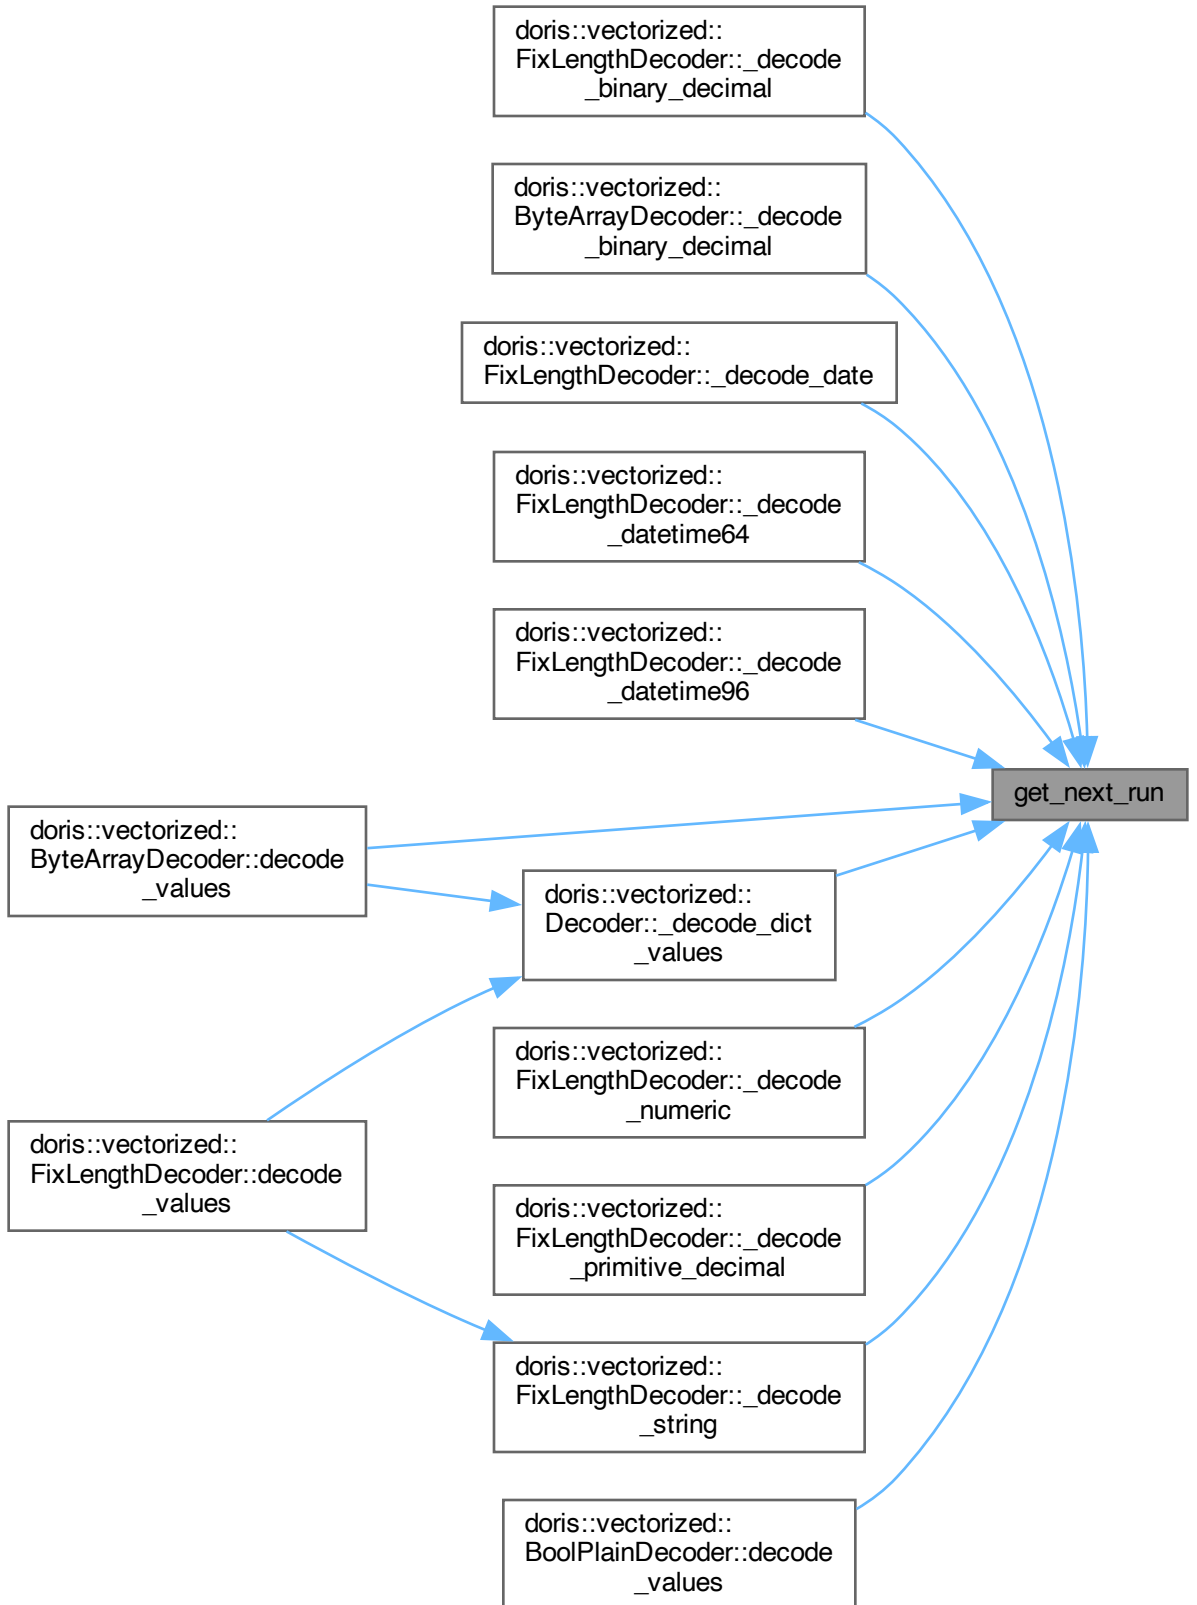 doris::vectorized::
FixLengthDecoder::_decode
_binary_decimal
doris::vectorized::
ByteArrayDecoder::_decode
_binary_decimal
doris::vectorized::
FixLengthDecoder::_decode_date
doris::vectorized::
FixLengthDecoder::_decode
_datetime64
doris::vectorized::
FixLengthDecoder::_decode
_datetime96
get_next_run
doris::vectorized::
ByteArrayDecoder::decode
_values
doris::vectorized::
Decoder::_decode_dict
_values
doris::vectorized::
FixLengthDecoder::_decode
_numeric
doris::vectorized::
FixLengthDecoder::decode
_values
doris::vectorized::
FixLengthDecoder::_decode
_primitive_decimal
doris::vectorized::
FixLengthDecoder::_decode
_string
doris::vectorized::
BoolPlainDecoder::decode
_values